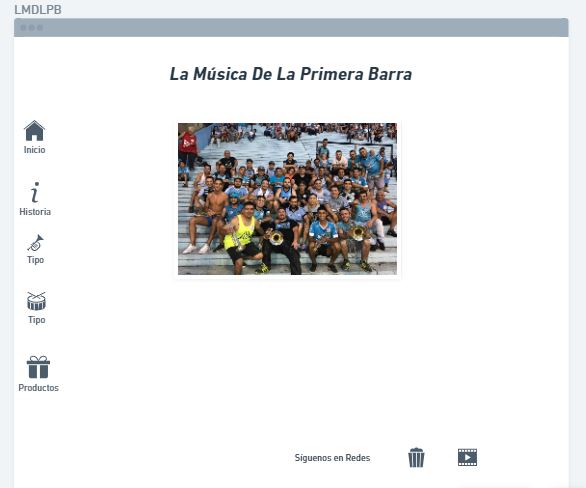 LMDLPB
La Música De La Primera Barra
Inicio
Historia
Tipo
Tipo
Productos
Síguenos en Redes